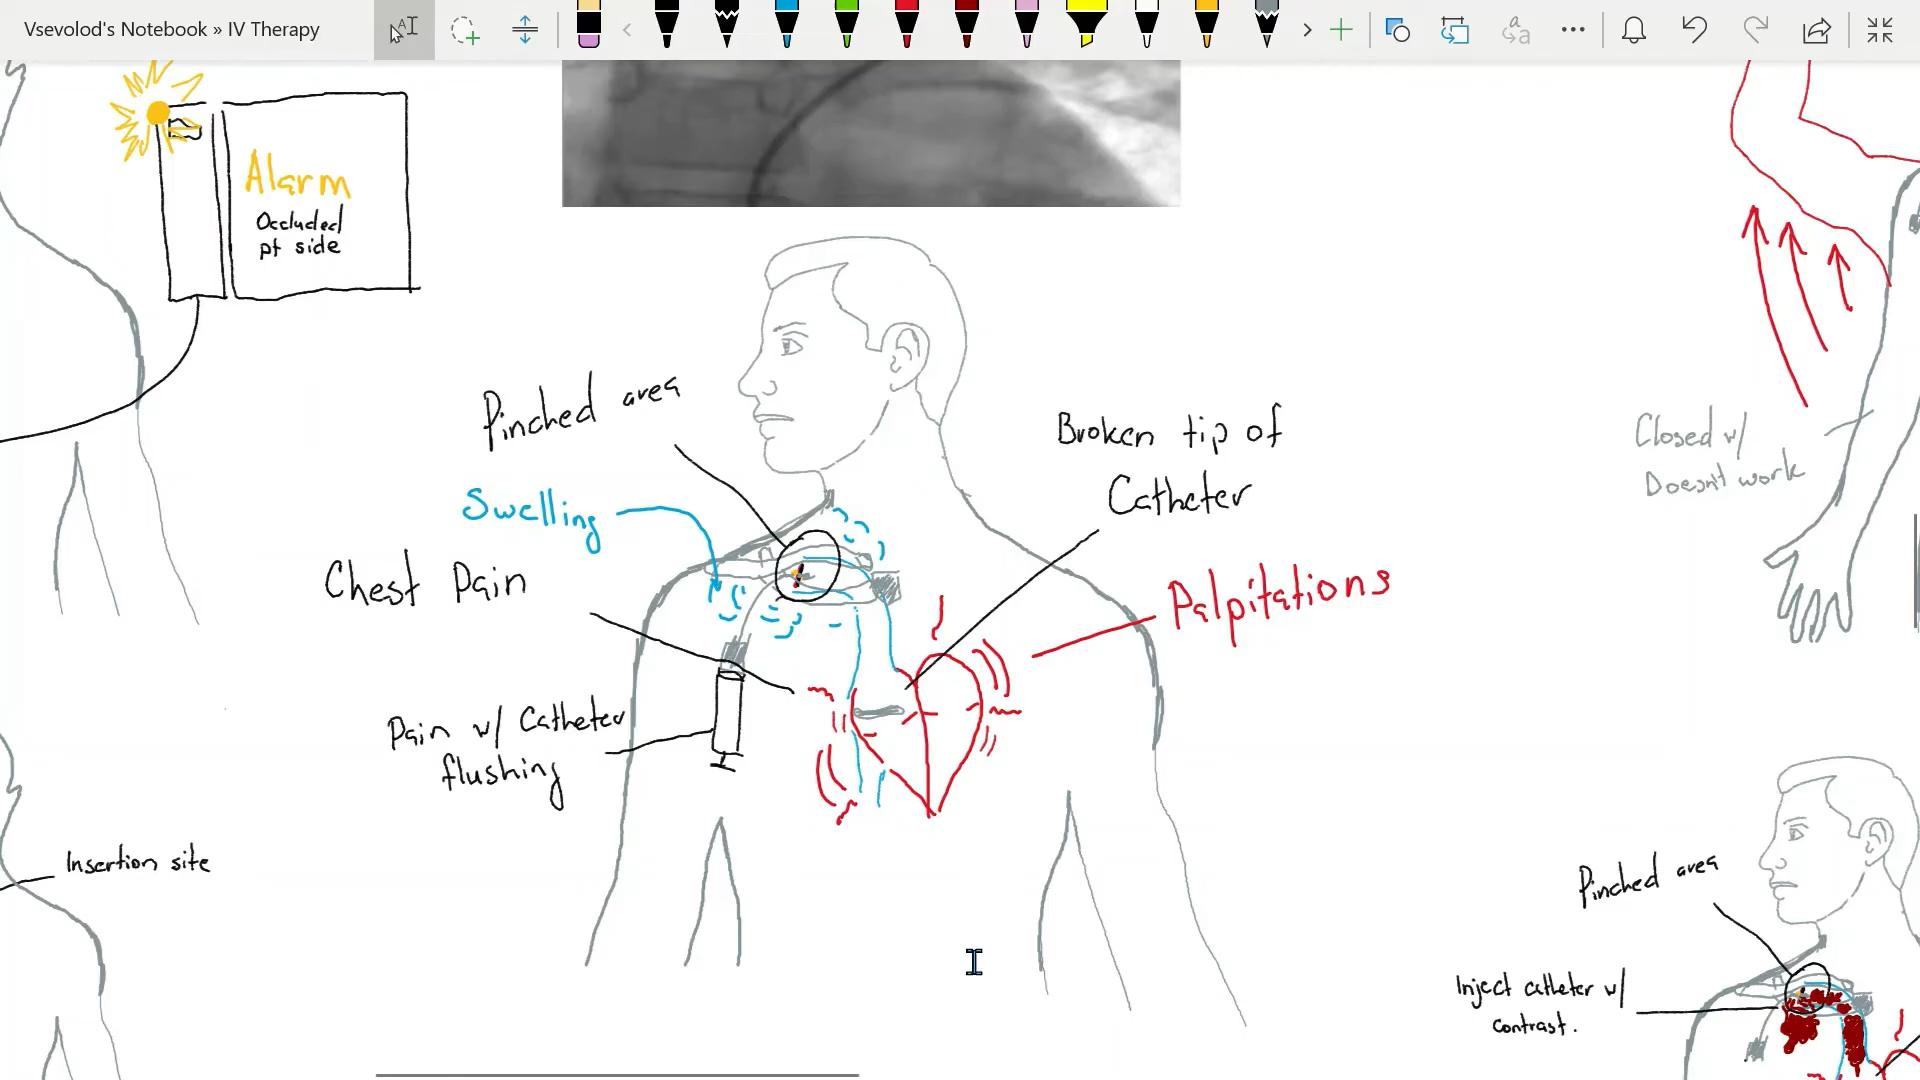 Vsevolod's Notebook » IV Therapy
Alarm
Occluded
pt side
Pinched area
Swelling
Chest Pain
Pain w/ Catheter
flushing
Broken tip of
Catheter
Palpitations
Closed w/
Doesn't work
Insertion site
Pinched area
Inject catheter w/
contrast.